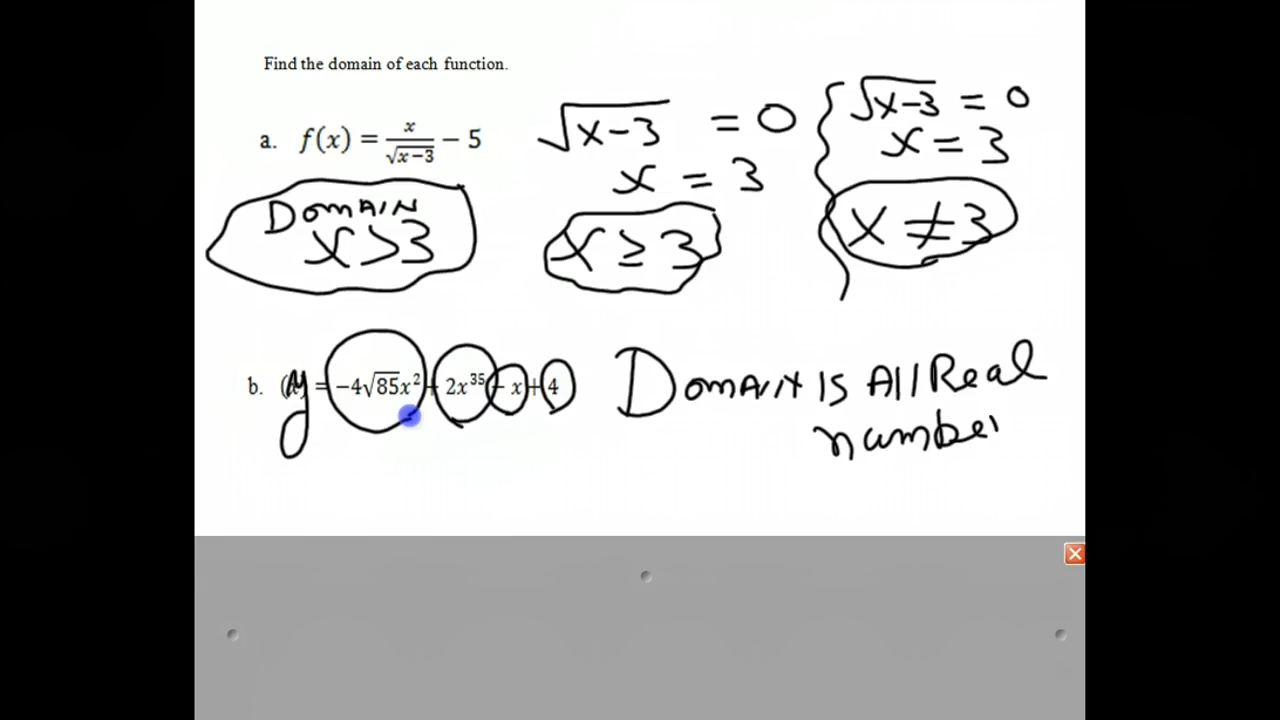 Find the domain of each function.
a. f(x) = x/√(x−3) − 5
√(x−3) = 0
x = 3
x ≥ 3
√(x−3) = 0
x = 3
x ≠ 3
DOMAIN
x > 3
b. y = −4√85x² + 2x³⁵ − x + 4
DOMAIN IS All Real
number